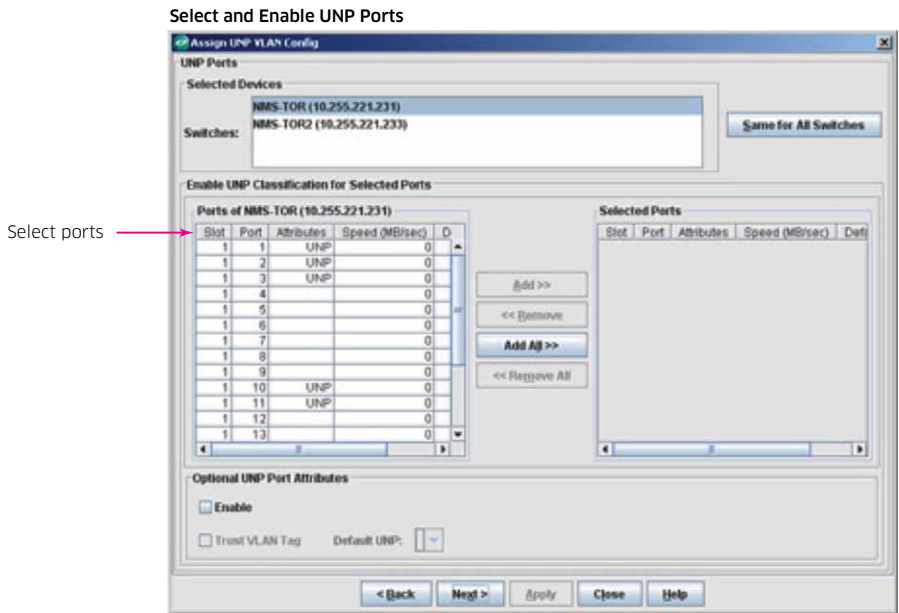 Select and Enable UNP Ports
Assign UNP VLAN Config
UNP Ports
Selected Devices
Switches:
NMS-TOR (10.255.221.231)
NMS-TOR2 (10.255.221.233)
Same for All Switches
Enable UNP Classification for Selected Ports
Select ports
Ports of NMS-TOR (10.255.221.231)
Slot Port Attributes Speed (MB/sec) D
1 1 UNP 0
1 2 UNP 0
1 3 UNP 0
1 4 0
1 5 0
1 6 0
1 7 0
1 8 0
1 9 0
1 10 UNP 0
1 11 UNP 0
1 12 0
1 13 0
Add >>
<< Remove
Add All >>
<< Remove All
Selected Ports
Slot Port Attributes Speed (MB/sec) Defa
Optional UNP Port Attributes
Enable
Trust VLAN Tag Default UNP:
< Back Next > Apply Close Help